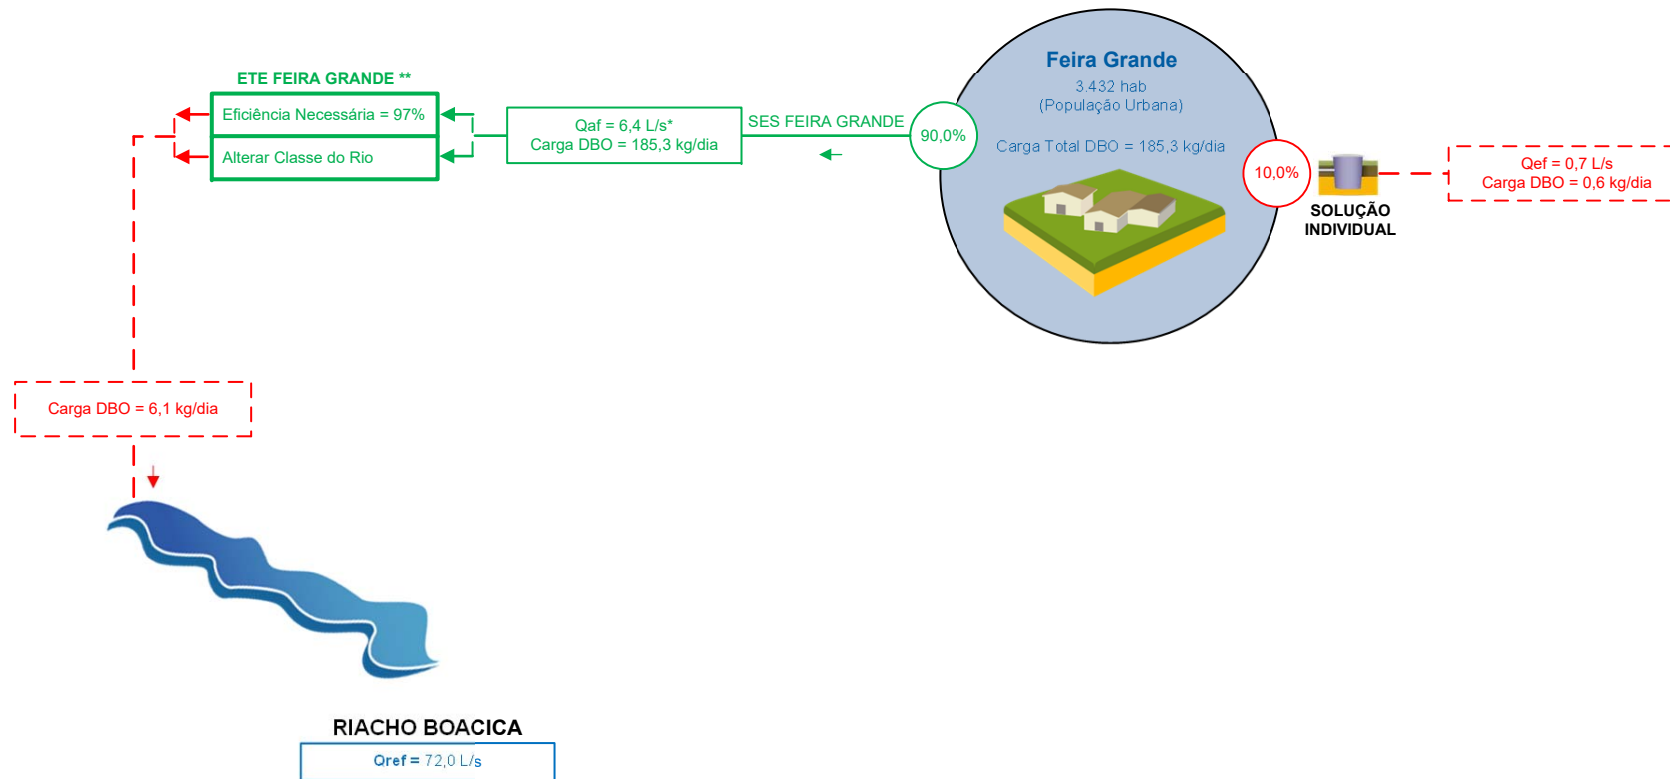 Feira Grande
3.432 hab
(População Urbana)
Carga Total DBO = 185,3 kg/dia
ETE FEIRA GRANDE **
Eficiência Necessária = 97%
Alterar Classe do Rio
Qaf = 6,4 L/s*
Carga DBO = 185,3 kg/dia
SES FEIRA GRANDE
90,0%
10,0%
SOLUÇÃO
INDIVIDUAL
Qef = 0,7 L/s
Carga DBO = 0,6 kg/dia
Carga DBO = 6,1 kg/dia
RIACHO BOACICA
Qref = 72,0 L/s